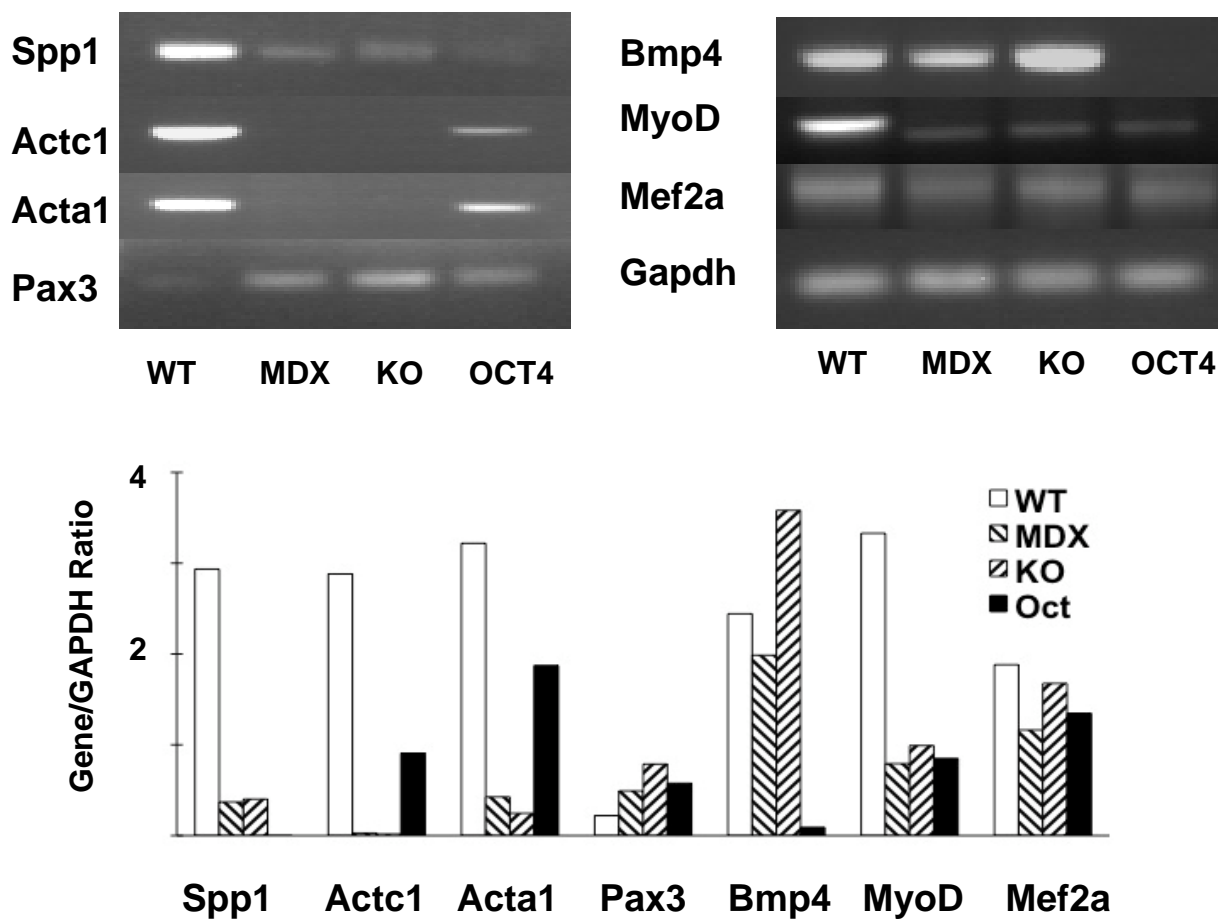 Spp1
Actc1
Acta1
Pax3
WT MDX KO OCT4
Bmp4
MyoD
Mef2a
Gapdh
WT MDX KO OCT4
Gene/GAPDH Ratio
4
2
WT
MDX
KO
Oct
Spp1 Actc1 Acta1 Pax3 Bmp4 MyoD Mef2a